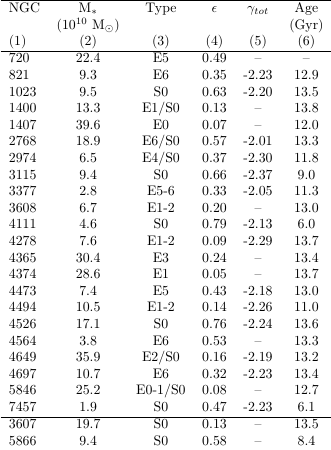 NGC M* Type ϵ γtot Age
(10^10 M⊙) (Gyr)
(1) (2) (3) (4) (5) (6)
720 22.4 E5 0.49 – –
821 9.3 E6 0.35 -2.23 12.9
1023 9.5 S0 0.63 -2.20 13.5
1400 13.3 E1/S0 0.13 – 13.8
1407 39.6 E0 0.07 – 12.0
2768 18.9 E6/S0 0.57 -2.01 13.3
2974 6.5 E4/S0 0.37 -2.30 11.8
3115 9.4 S0 0.66 -2.37 9.0
3377 2.8 E5-6 0.33 -2.05 11.3
3608 6.7 E1-2 0.20 – 13.0
4111 4.6 S0 0.79 -2.13 6.0
4278 7.6 E1-2 0.09 -2.29 13.7
4365 30.4 E3 0.24 – 13.4
4374 28.6 E1 0.05 – 13.7
4473 7.4 E5 0.43 -2.18 13.0
4494 10.5 E1-2 0.14 -2.26 11.0
4526 17.1 S0 0.76 -2.24 13.6
4564 3.8 E6 0.53 – 13.3
4649 35.9 E2/S0 0.16 -2.19 13.2
4697 10.7 E6 0.32 -2.23 13.4
5846 25.2 E0-1/S0 0.08 – 12.7
7457 1.9 S0 0.47 -2.23 6.1
3607 19.7 S0 0.13 – 13.5
5866 9.4 S0 0.58 – 8.4